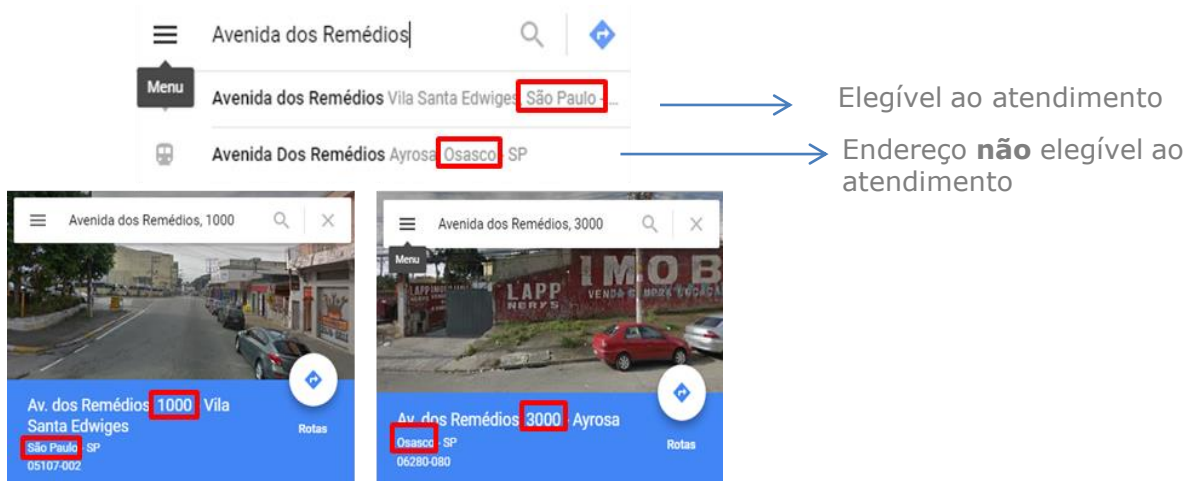 Avenida dos Remédios
Menu
Avenida dos Remédios Vila Santa Edwiges, São Paulo - ...
Avenida Dos Remédios Ayrosa, Osasco - SP
Elegível ao atendimento
Endereço não elegível ao
atendimento
Avenida dos Remédios, 1000
Av. dos Remédios, 1000 - Vila
Santa Edwiges
São Paulo - SP
05107-002
Rotas
Avenida dos Remédios, 3000
Menu
IMOB
LAPP
NERYS
VENDA
Av. dos Remédios, 3000 - Ayrosa
Osasco - SP
06280-080
Rotas